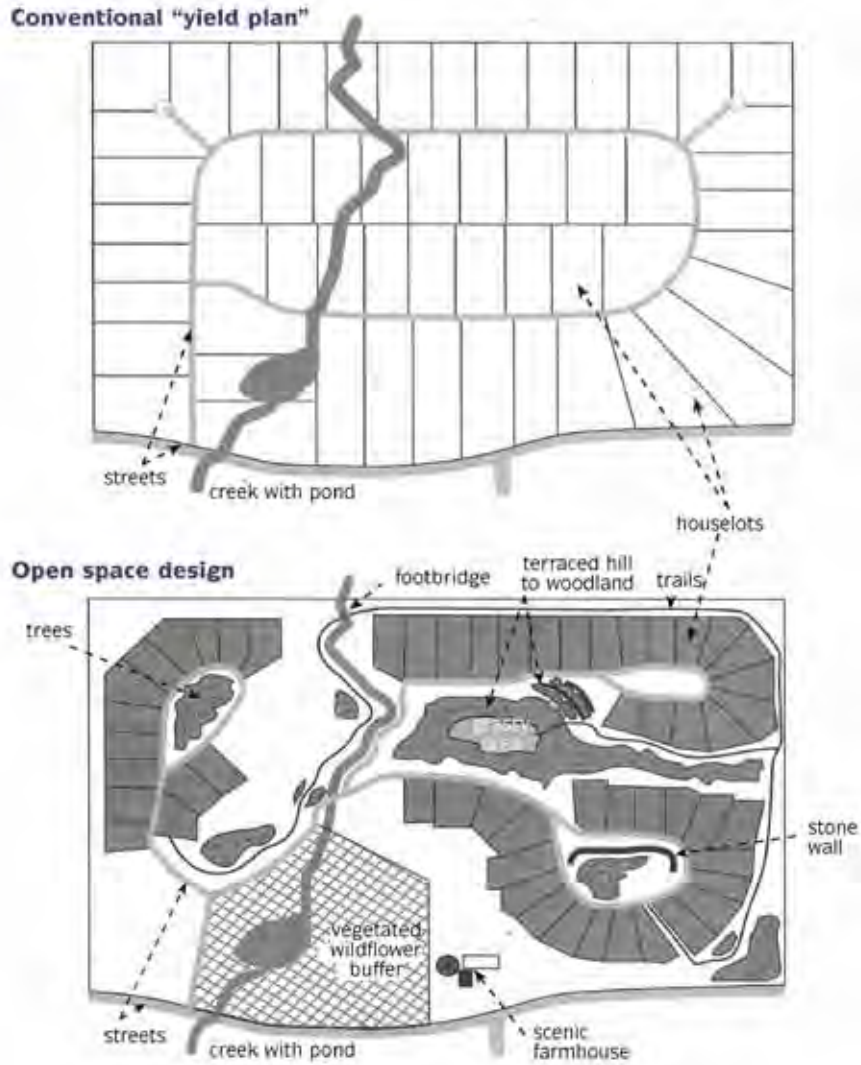 Conventional “yield plan”
streets
creek with pond
houselots
Open space design
footbridge
terraced hill
to woodland
trails
trees
stone
wall
vegetated
wildflower
buffer
streets
creek with pond
scenic
farmhouse